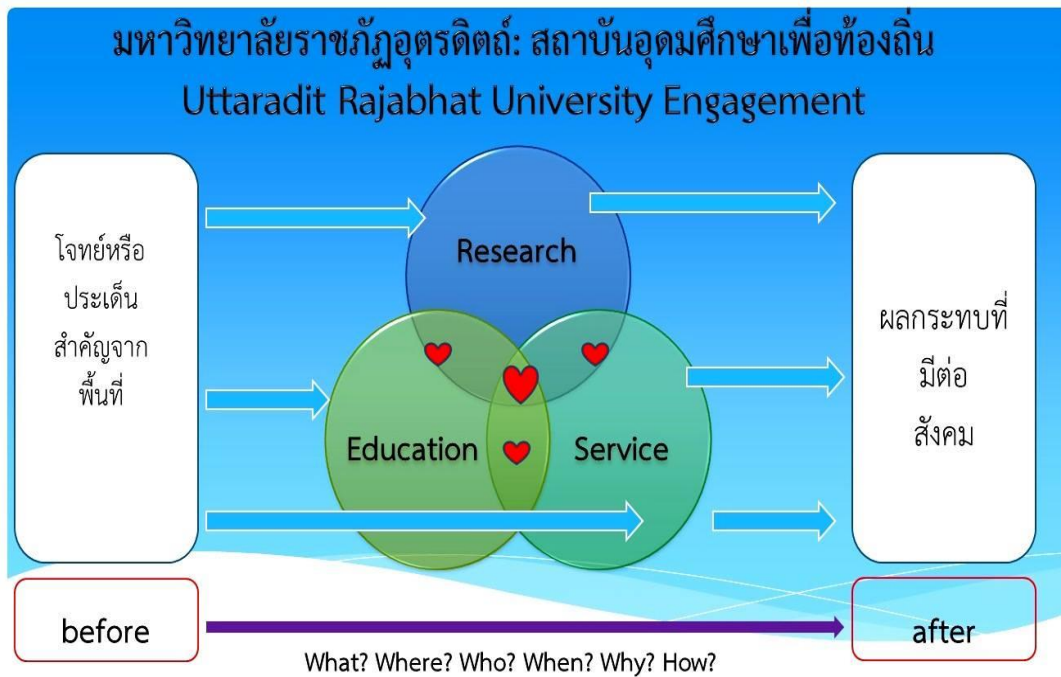 มหาวิทยาลัยราชภัฏอุตรดิตถ์: สถาบันอุดมศึกษาเพื่อท้องถิ่น
Uttaradit Rajabhat University Engagement
โจทย์หรือ
ประเด็น
สำคัญจาก
พื้นที่
Research
Education
Service
ผลกระทบที่
มีต่อ
สังคม
before
after
What? Where? Who? When? Why? How?